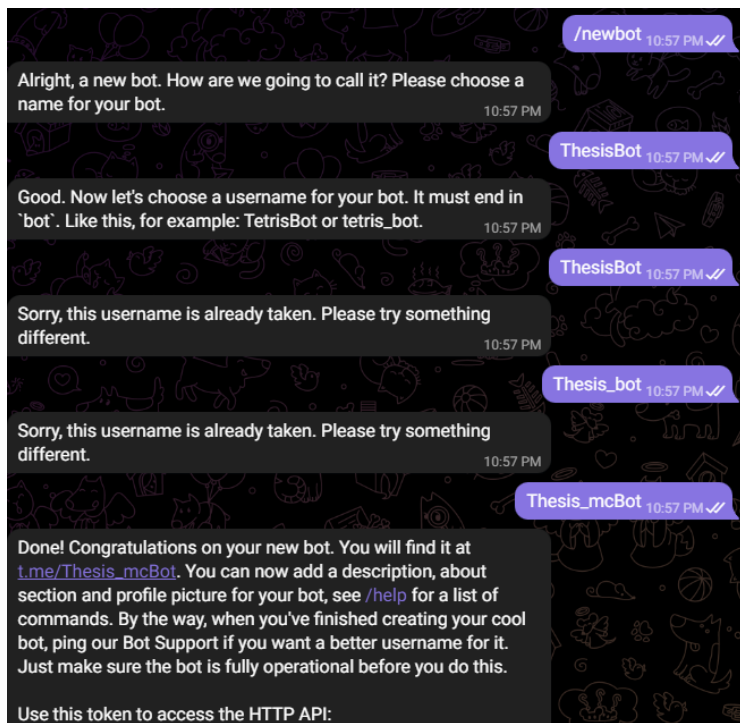 /newbot 10:57 PM
Alright, a new bot. How are we going to call it? Please choose a
name for your bot.
10:57 PM
ThesisBot 10:57 PM
Good. Now let's choose a username for your bot. It must end in
`bot`. Like this, for example: TetrisBot or tetris_bot.
10:57 PM
ThesisBot 10:57 PM
Sorry, this username is already taken. Please try something
different.
10:57 PM
Thesis_bot 10:57 PM
Sorry, this username is already taken. Please try something
different.
10:57 PM
Thesis_mcBot 10:57 PM
Done! Congratulations on your new bot. You will find it at
t.me/Thesis_mcBot. You can now add a description, about
section and profile picture for your bot, see /help for a list of
commands. By the way, when you've finished creating your cool
bot, ping our Bot Support if you want a better username for it.
Just make sure the bot is fully operational before you do this.
Use this token to access the HTTP API: